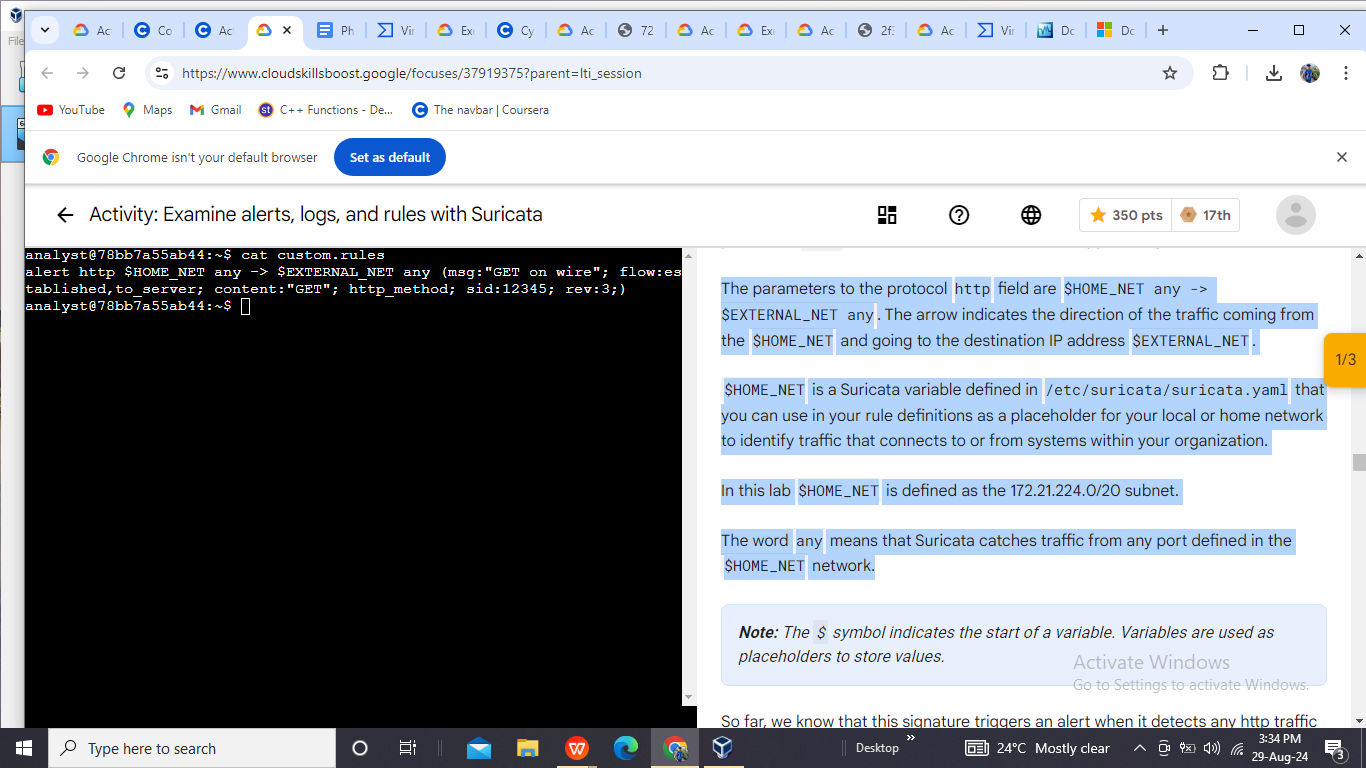 File
Ac
Co
Ac
Ph
Vir
Ex
Cy
Ac
72
Ac
Ex
Ac
2f
Ac
Vir
Dc
Dc
https://www.cloudskillsboost.google/focuses/37919375?parent=lti_session
YouTube Maps Gmail C++ Functions - De... The navbar | Coursera
Google Chrome isn't your default browser Set as default
Activity: Examine alerts, logs, and rules with Suricata 350 pts 17th
analyst@78bb7a55ab44:~$ cat custom.rules
alert http $HOME_NET any -> $EXTERNAL_NET any (msg:"GET on wire"; flow:es
tablished,to_server; content:"GET"; http_method; sid:12345; rev:3;)
analyst@78bb7a55ab44:~$
The parameters to the protocol http field are $HOME_NET any ->
$EXTERNAL_NET any. The arrow indicates the direction of the traffic coming from
the $HOME_NET and going to the destination IP address $EXTERNAL_NET.
1/3
$HOME_NET is a Suricata variable defined in /etc/suricata/suricata.yaml that
you can use in your rule definitions as a placeholder for your local or home network
to identify traffic that connects to or from systems within your organization.
In this lab $HOME_NET is defined as the 172.21.224.0/20 subnet.
The word any means that Suricata catches traffic from any port defined in the
$HOME_NET network.
Note: The $ symbol indicates the start of a variable. Variables are used as
placeholders to store values.
Activate Windows
Go to Settings to activate Windows.
So far, we know that this signature triggers an alert when it detects any http traffic
Type here to search
Desktop
24°C Mostly clear
3:34 PM
29-Aug-24
3